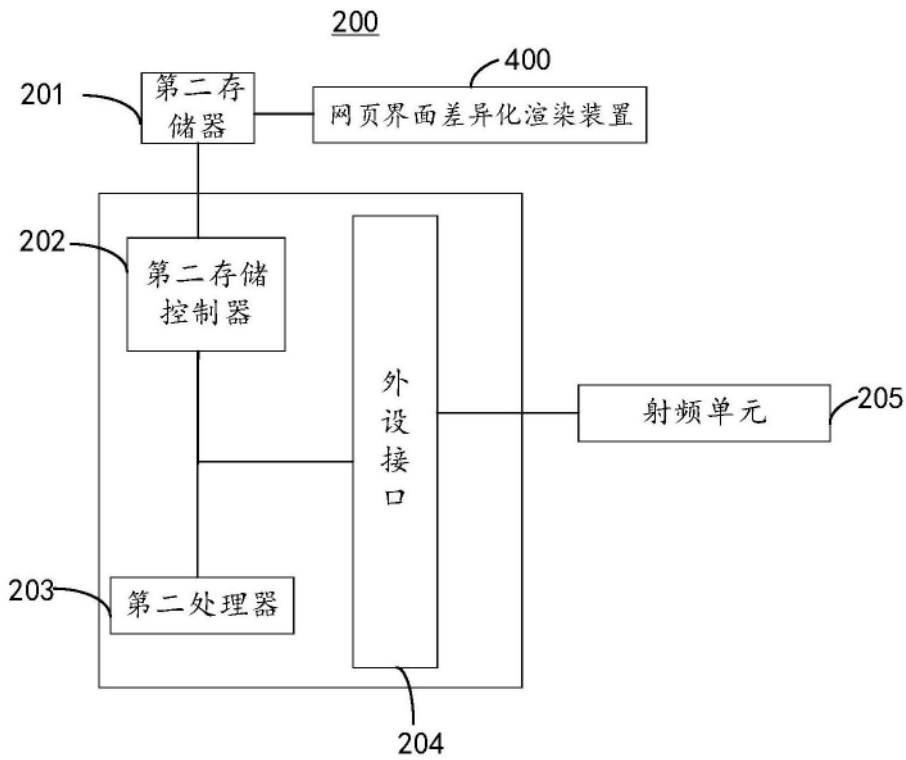 200
400
201
第二存
储器
网页界面差异化渲染装置
202
第二存储
控制器
外
设
接
口
射频单元
205
203
第二处理器
204